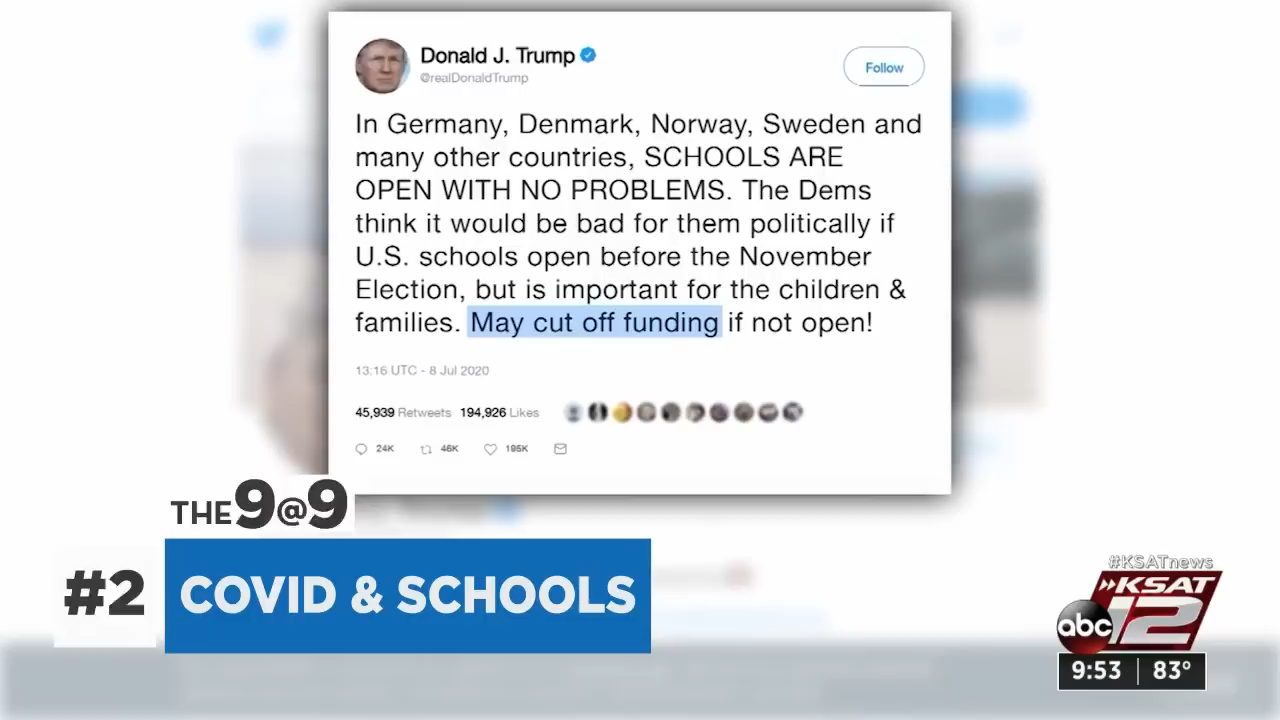 Donald J. Trump
@realDonaldTrump
Follow
In Germany, Denmark, Norway, Sweden and
many other countries, SCHOOLS ARE
OPEN WITH NO PROBLEMS. The Dems
think it would be bad for them politically if
U.S. schools open before the November
Election, but is important for the children &
families. May cut off funding if not open!
13:16 UTC - 8 Jul 2020
45,939 Retweets 194,926 Likes
24K 46K 195K
THE 9@9
#2 COVID & SCHOOLS
#KSATnews
KSAT
abc 12
9:53 83°